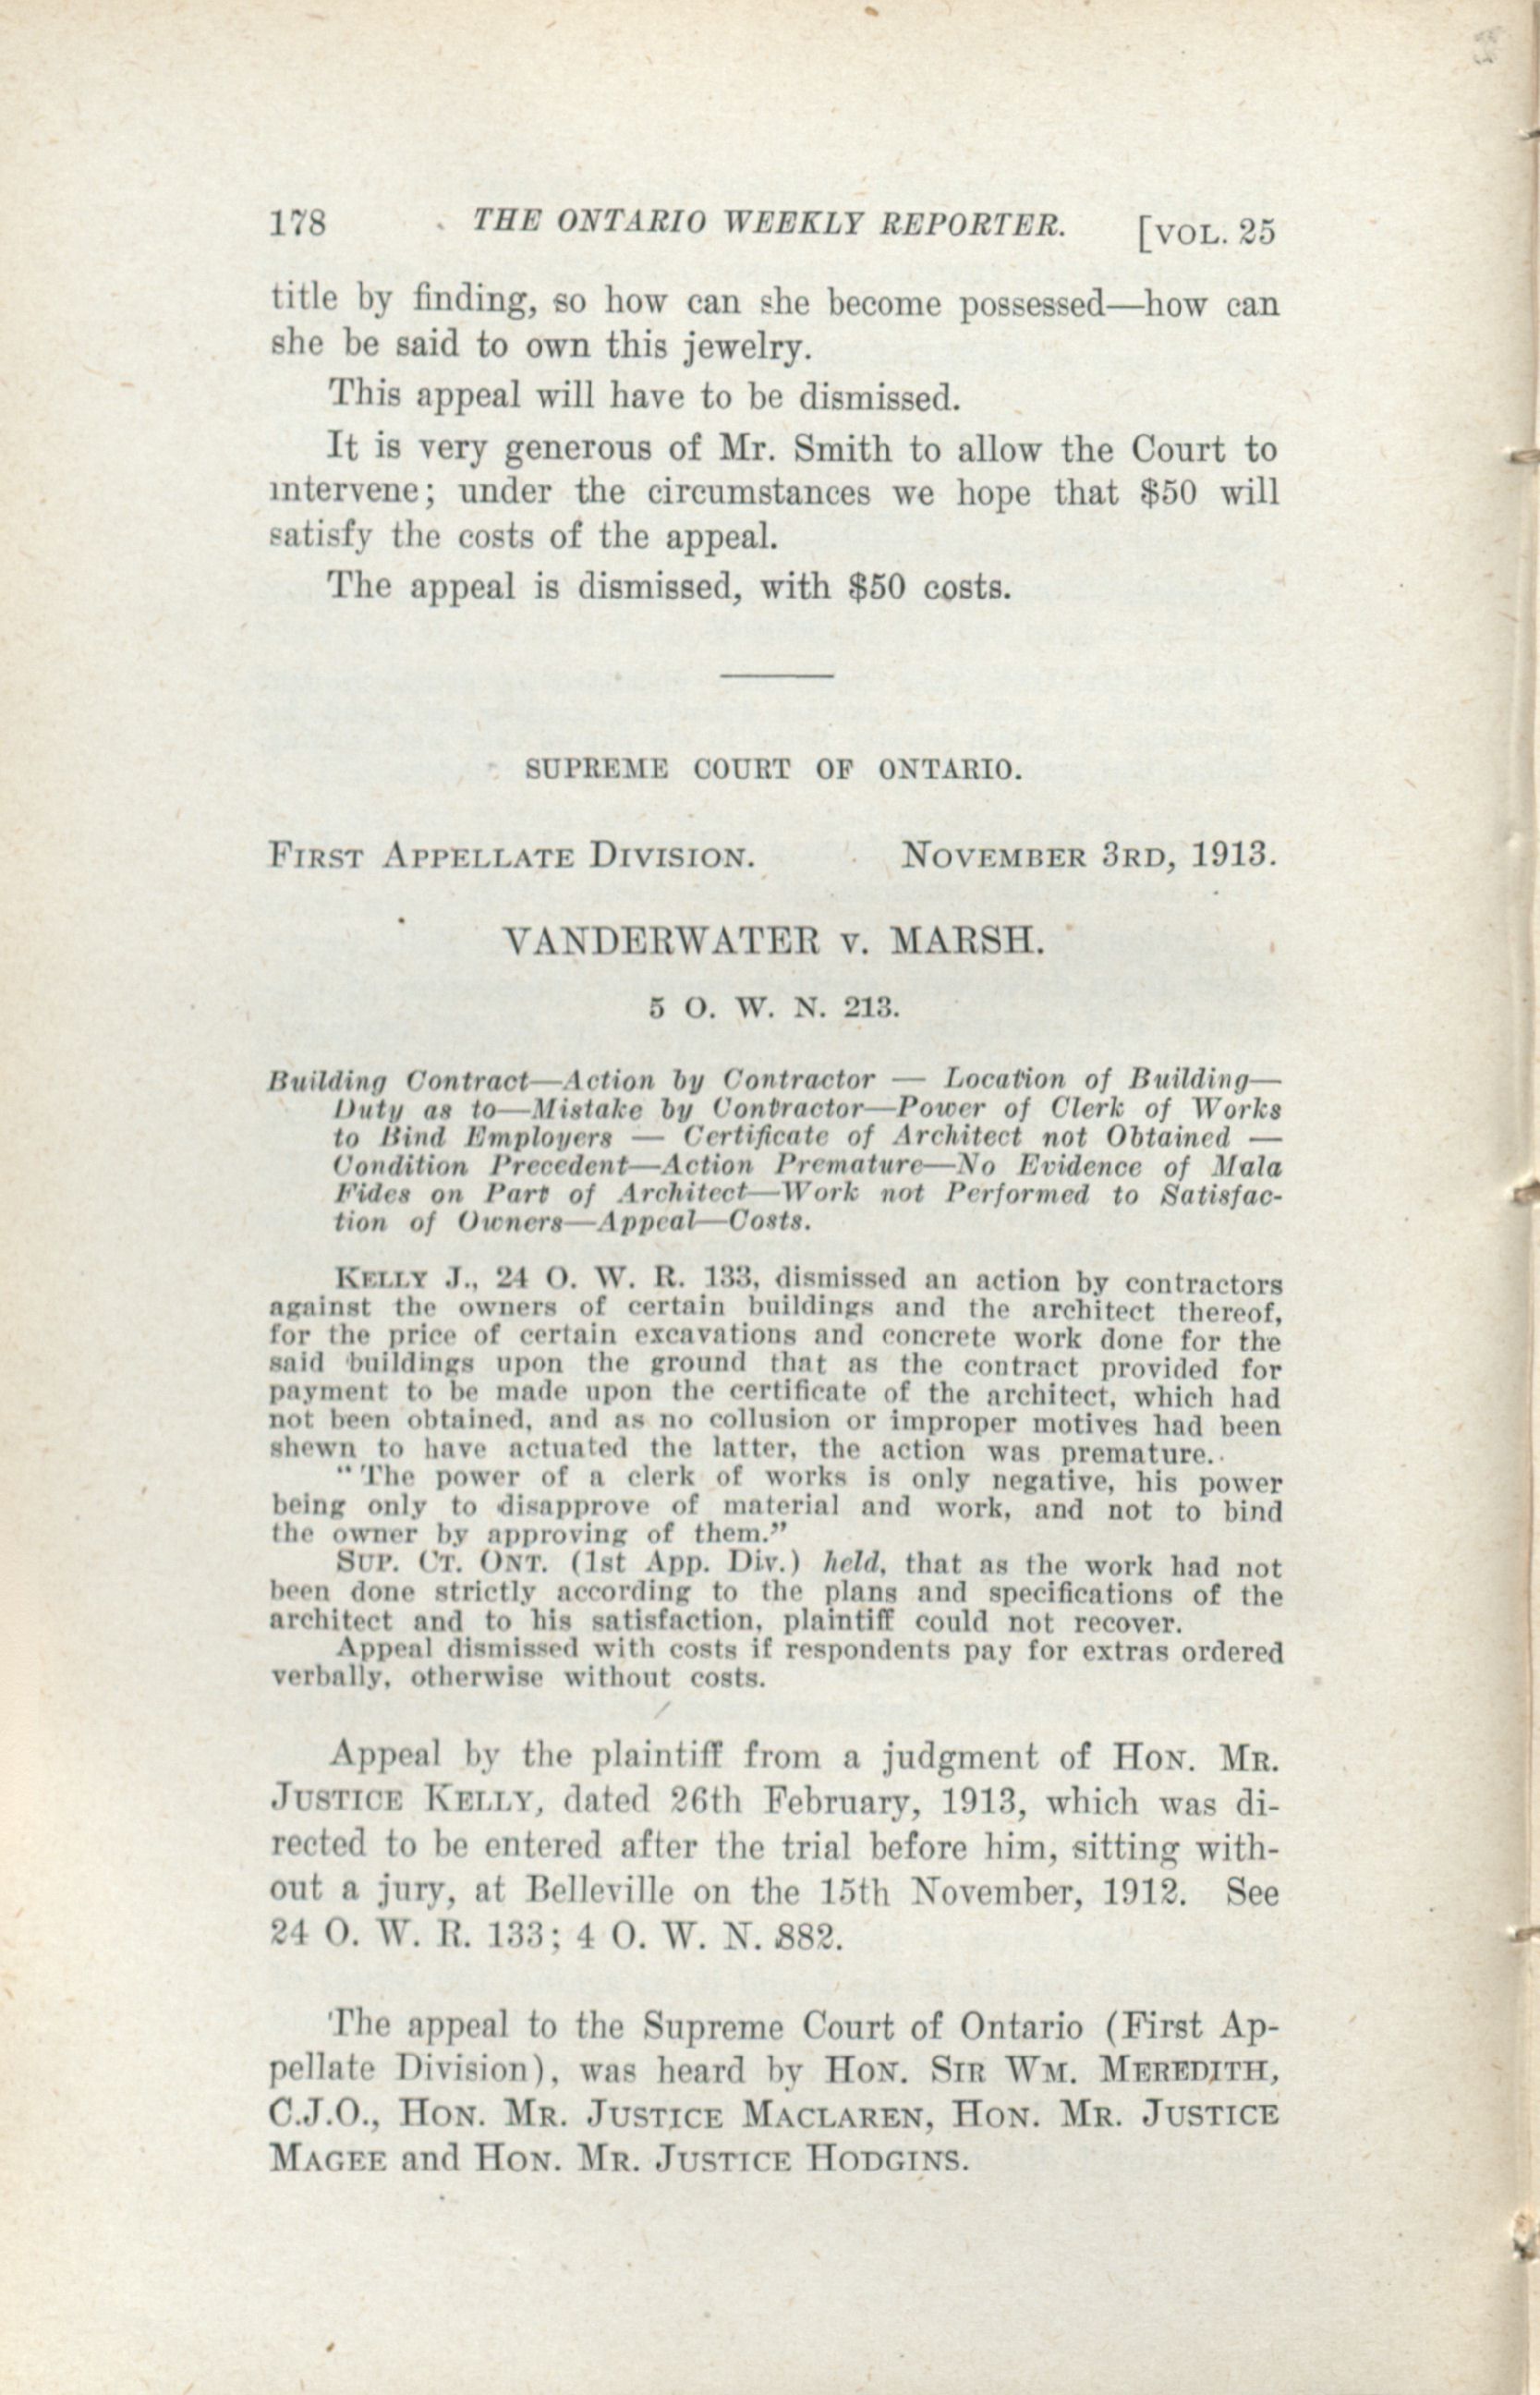 178 THE ONTARIO WEEKLY REPORTER. [VOL. 25
title by finding, so how can she become possessed—how can
she be said to own this jewelry.
This appeal will have to be dismissed.
It is very generous of Mr. Smith to allow the Court to
intervene; under the circumstances we hope that $50 will
satisfy the costs of the appeal.
The appeal is dismissed, with $50 costs.
SUPREME COURT OF ONTARIO.
FIRST APPELLATE DIVISION. NOVEMBER 3RD, 1913.
VANDERWATER v. MARSH.
5 O. W. N. 213.
Building Contract—Action by Contractor — Location of Building—
Duty as to—Mistake by Contractor—Power of Clerk of Works
to Bind Employers — Certificate of Architect not Obtained —
Condition Precedent—Action Premature—No Evidence of Mala
Fides on Part of Architect—Work not Performed to Satisfac-
tion of Owners—Appeal—Costs.
KELLY J., 24 O. W. R. 133, dismissed an action by contractors
against the owners of certain buildings and the architect thereof,
for the price of certain excavations and concrete work done for the
said buildings upon the ground that as the contract provided for
payment to be made upon the certificate of the architect, which had
not been obtained, and as no collusion or improper motives had been
shewn to have actuated the latter, the action was premature.
"The power of a clerk of works is only negative, his power
being only to disapprove of material and work, and not to bind
the owner by approving of them."
SUP. CT. ONT. (1st App. Div.) held, that as the work had not
been done strictly according to the plans and specifications of the
architect and to his satisfaction, plaintiff could not recover.
Appeal dismissed with costs if respondents pay for extras ordered
verbally, otherwise without costs.
Appeal by the plaintiff from a judgment of HON. MR.
JUSTICE KELLY, dated 26th February, 1913, which was di-
rected to be entered after the trial before him, sitting with-
out a jury, at Belleville on the 15th November, 1912. See
24 O. W. R. 133; 4 O. W. N. 882.
The appeal to the Supreme Court of Ontario (First Ap-
pellate Division), was heard by HON. SIR WM. MEREDITH,
C.J.O., HON. MR. JUSTICE MACLAREN, HON. MR. JUSTICE
MAGEE and HON. MR. JUSTICE HODGINS.